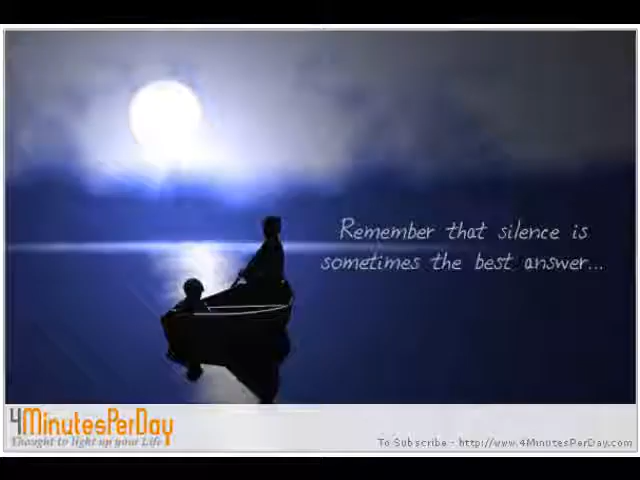 Remember that silence is
sometimes the best answer...
4MinutesPerDay
Thought to light up your Life
To Subscribe - http://www.4MinutesPerDay.com